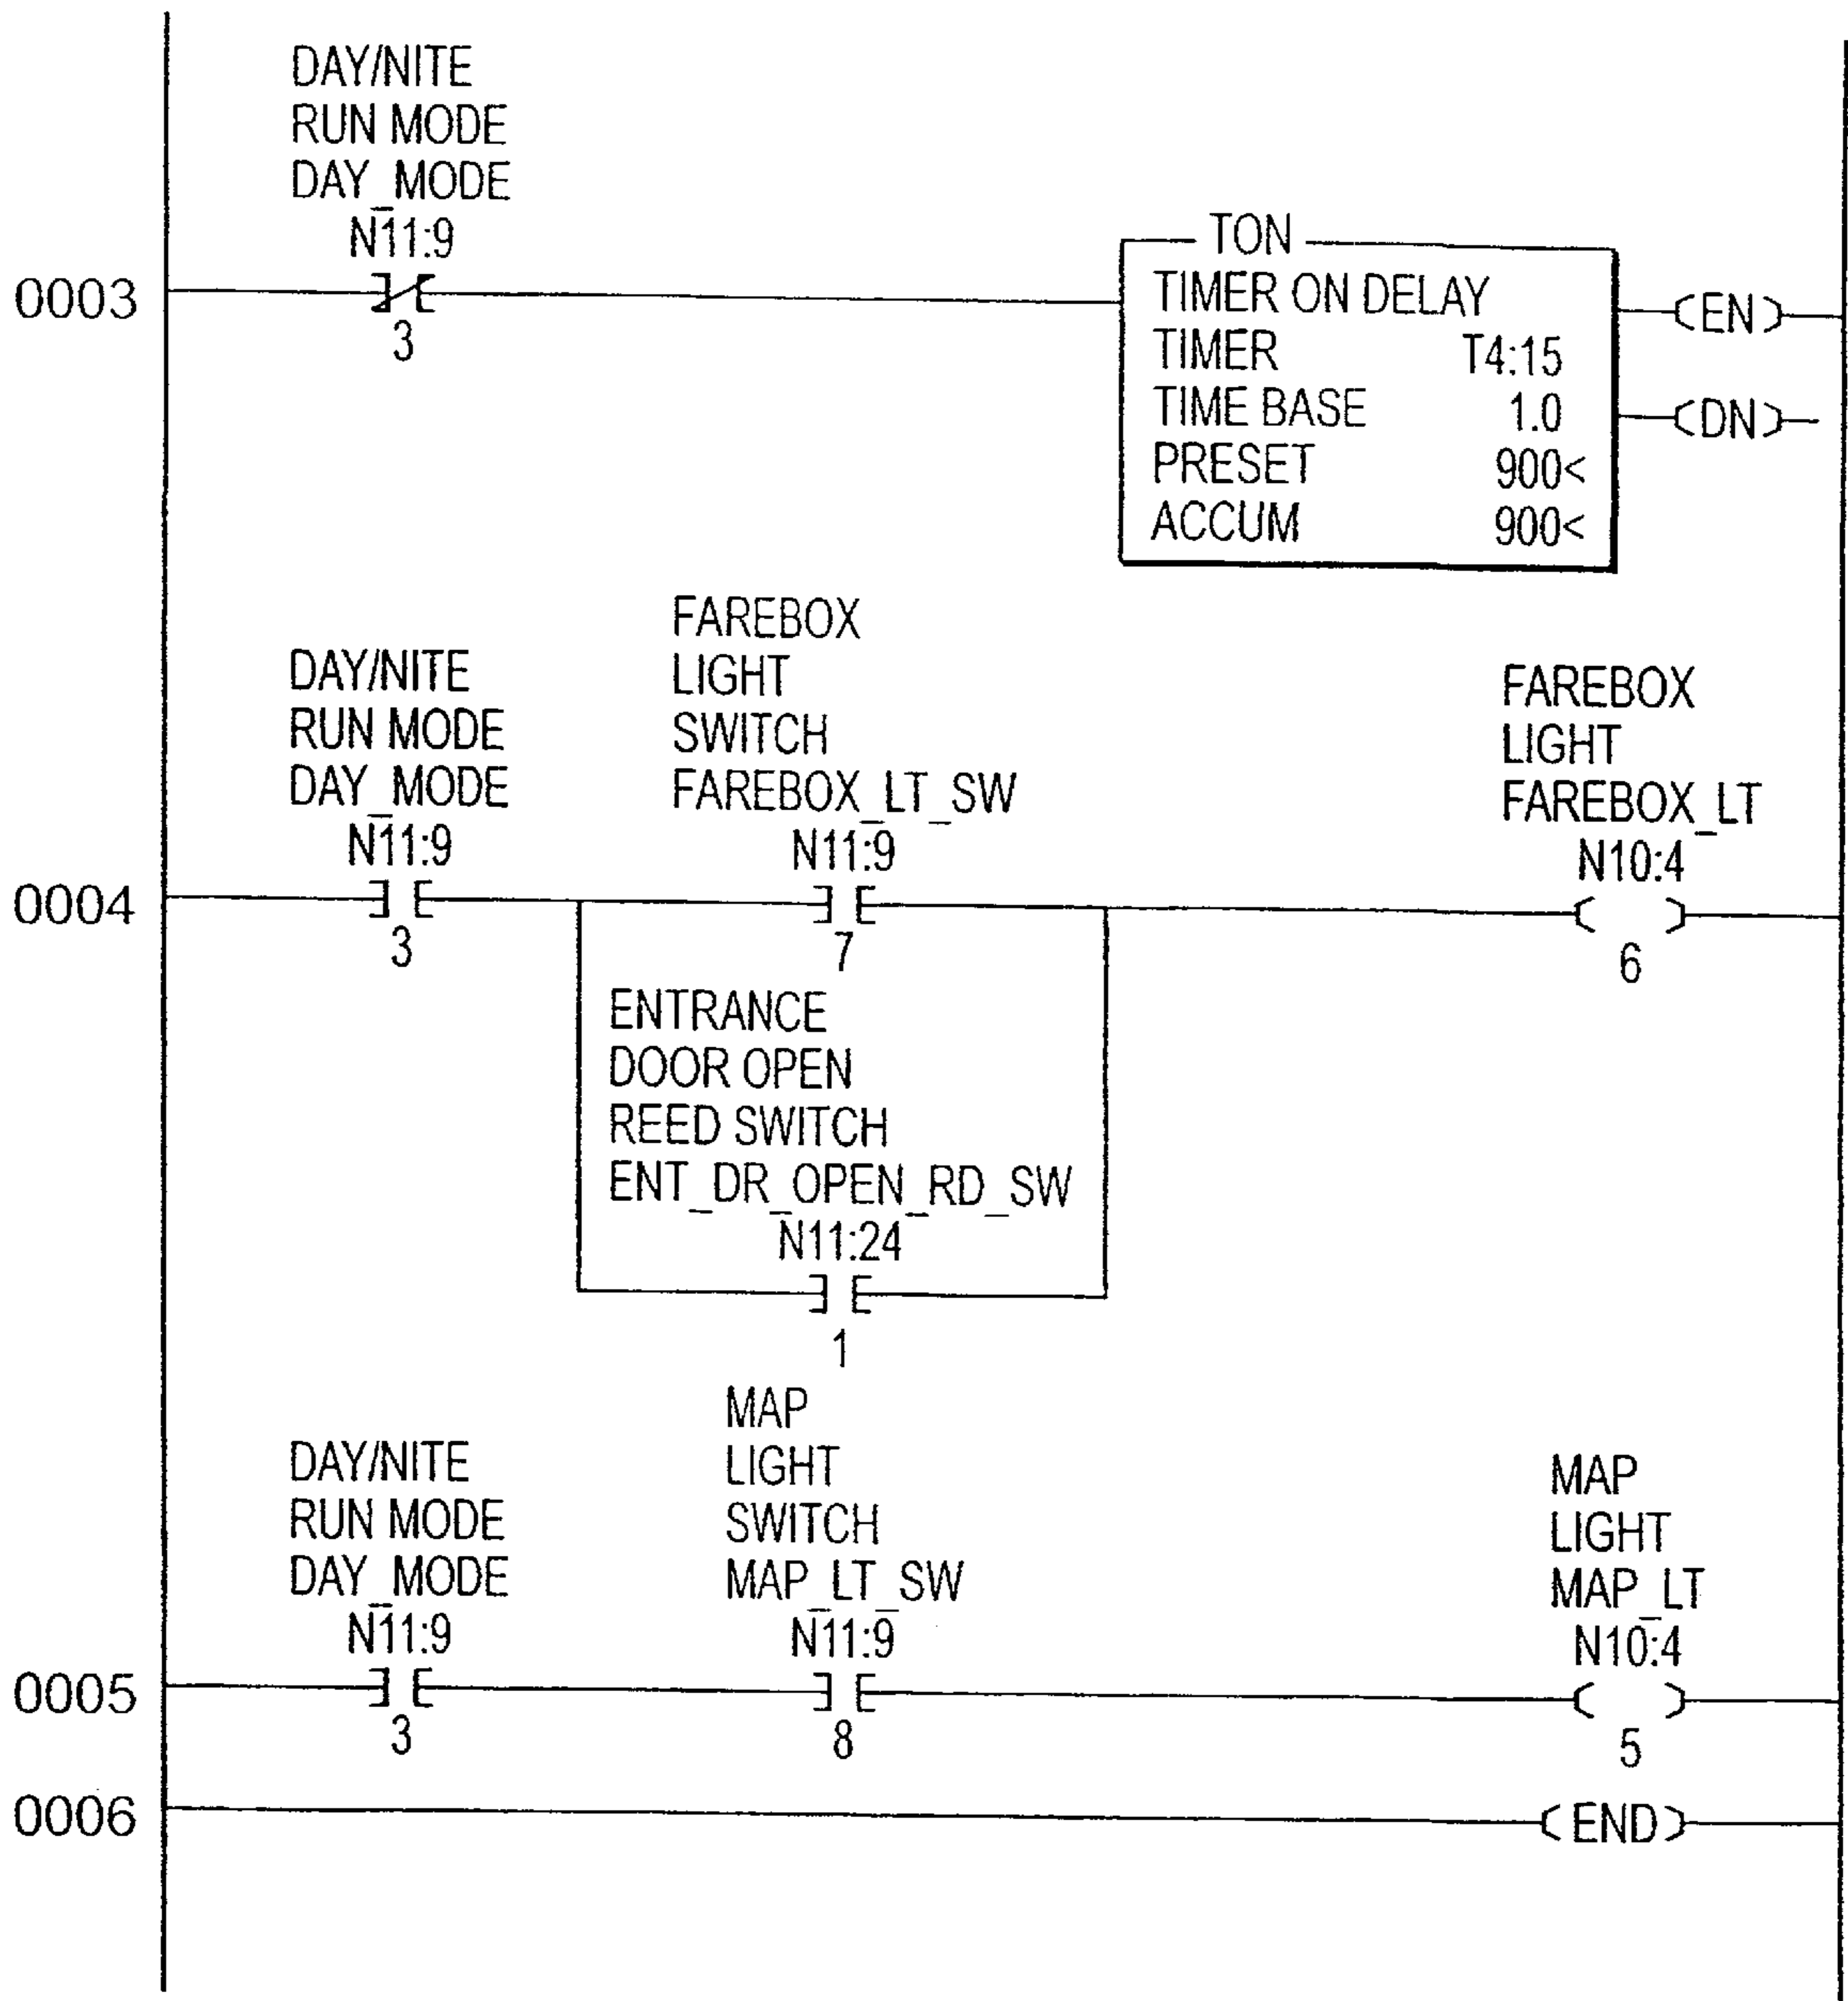 DAY/NITE
RUN MODE
DAY_MODE
N11:9
0003
3
TON
TIMER ON DELAY
TIMER T4:15
TIME BASE 1.0
PRESET 900<
ACCUM 900<
(EN)
(DN)
DAY/NITE
RUN MODE
DAY_MODE
N11:9
0004
3
FAREBOX
LIGHT
SWITCH
FAREBOX_LT_SW
N11:9
7
ENTRANCE
DOOR OPEN
REED SWITCH
ENT_DR_OPEN_RD_SW
N11:24
1
FAREBOX
LIGHT
FAREBOX_LT
N10:4
6
DAY/NITE
RUN MODE
DAY_MODE
N11:9
0005
3
MAP
LIGHT
SWITCH
MAP_LT_SW
N11:9
8
MAP
LIGHT
MAP_LT
N10:4
5
0006
(END)